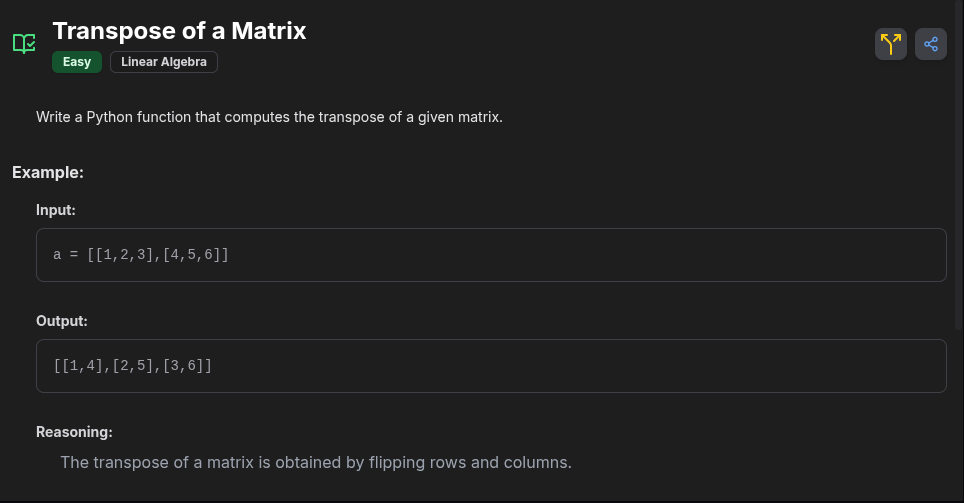 Transpose of a Matrix
Easy
Linear Algebra
Write a Python function that computes the transpose of a given matrix.
Example:
Input:
a = [[1,2,3],[4,5,6]]
Output:
[[1,4],[2,5],[3,6]]
Reasoning:
The transpose of a matrix is obtained by flipping rows and columns.